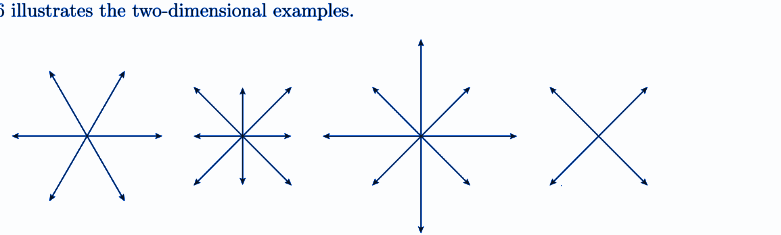 6 illustrates the two-dimensional examples.